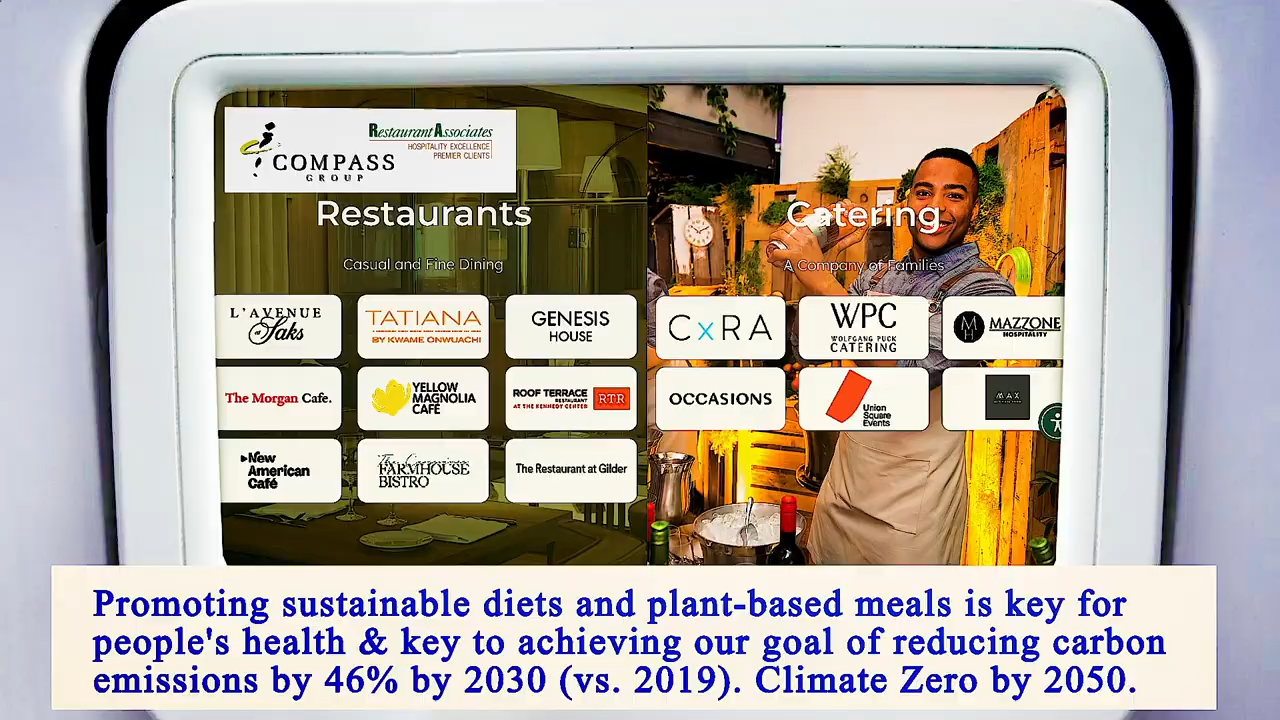 COMPASS
GROUP
Restaurant Associates
HOSPITALITY EXCELLENCE
PREMIER CLIENTS
Restaurants
Casual and Fine Dining
L'AVENUE
at Saks
TATIANA
BY KWAME ONWUACHI
GENESIS
HOUSE
The Morgan Cafe.
YELLOW
MAGNOLIA
CAFÉ
ROOF TERRACE
RESTAURANT
AT THE KENNEDY CENTER
RTR
New
American
Café
FARMHOUSE
BISTRO
The Restaurant at Gilder
Catering
A Company of Families
CxRA
WPC
WOLFGANG PUCK
CATERING
MH
MAZZONE
HOSPITALITY
OCCASIONS
Union
Square
Events
MAX
Promoting sustainable diets and plant-based meals is key for
people's health & key to achieving our goal of reducing carbon
emissions by 46% by 2030 (vs. 2019). Climate Zero by 2050.